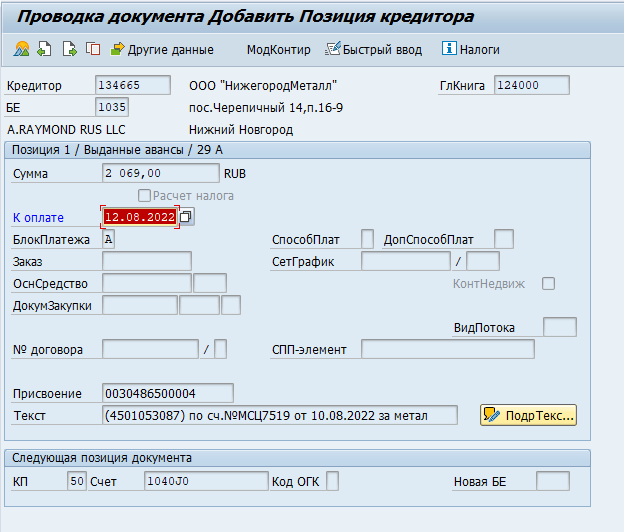 Проводка документа Добавить Позиция кредитора
Другие данные МодКонтир Быстрый ввод Налоги
Кредитор 134665 ООО "НижегородМеталл" ГлКнига 124000
БЕ 1035 пос.Черепичный 14,п.16-9
A.RAYMOND RUS LLC Нижний Новгород
Позиция 1 / Выданные авансы / 29 A
Сумма 2 069,00 RUB
Расчет налога
К оплате 12.08.2022
БлокПлатежа A СпособПлат ДопСпособПлат
Заказ СетГрафик /
ОснСредство КонтНедвиж
ДокумЗакупки
ВидПотока
№ договора / СПП-элемент
Присвоение 0030486500004
Текст (4501053087) по сч.№МСЦ7519 от 10.08.2022 за метал ПодрТекс...
Следующая позиция документа
КП 50 Счет 1040J0 Код ОГК Новая БЕ